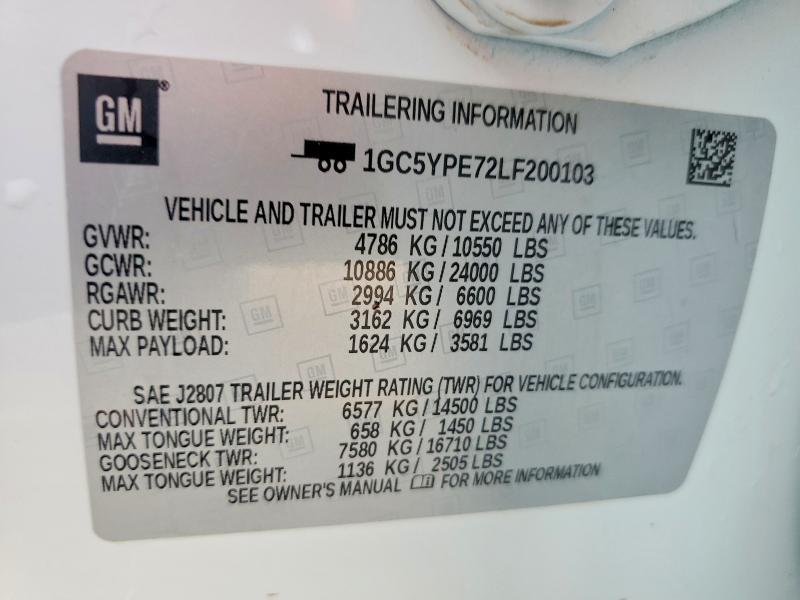 GM®
TRAILERING INFORMATION
1GC5YPE72LF200103
VEHICLE AND TRAILER MUST NOT EXCEED ANY OF THESE VALUES.
GVWR: 4786 KG/10550 LBS
GCWR: 10886 KG/24000 LBS
RGAWR: 2994 KG/ 6600 LBS
CURB WEIGHT: 3162 KG/ 6969 LBS
MAX PAYLOAD: 1624 KG/ 3581 LBS
SAE J2807 TRAILER WEIGHT RATING (TWR) FOR VEHICLE CONFIGURATION.
CONVENTIONAL TWR: 6577 KG/14500 LBS
MAX TONGUE WEIGHT: 658 KG/ 1450 LBS
GOOSENECK TWR: 7580 KG/16710 LBS
MAX TONGUE WEIGHT: 1136 KG/ 2505 LBS
SEE OWNER'S MANUAL FOR MORE INFORMATION